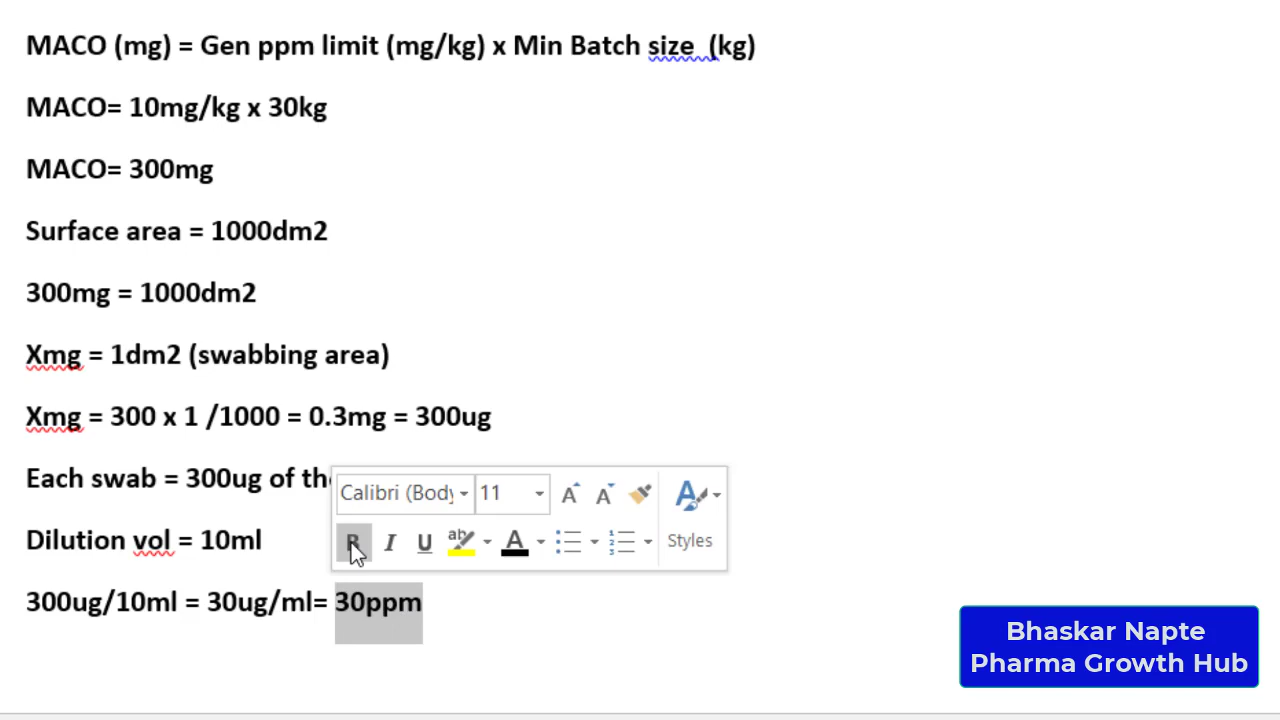 MACO (mg) = Gen ppm limit (mg/kg) x Min Batch size  (kg)
MACO= 10mg/kg x 30kg
MACO= 300mg
Surface area = 1000dm2
300mg = 1000dm2
Xmg = 1dm2 (swabbing area)
Xmg = 300 x 1 /1000 = 0.3mg = 300ug
Each swab = 300ug of
Calibri (Body
11
Dilution vol = 10ml
B I U
Styles
300ug/10ml = 30ug/ml= 30ppm
Bhaskar Napte
Pharma Growth Hub